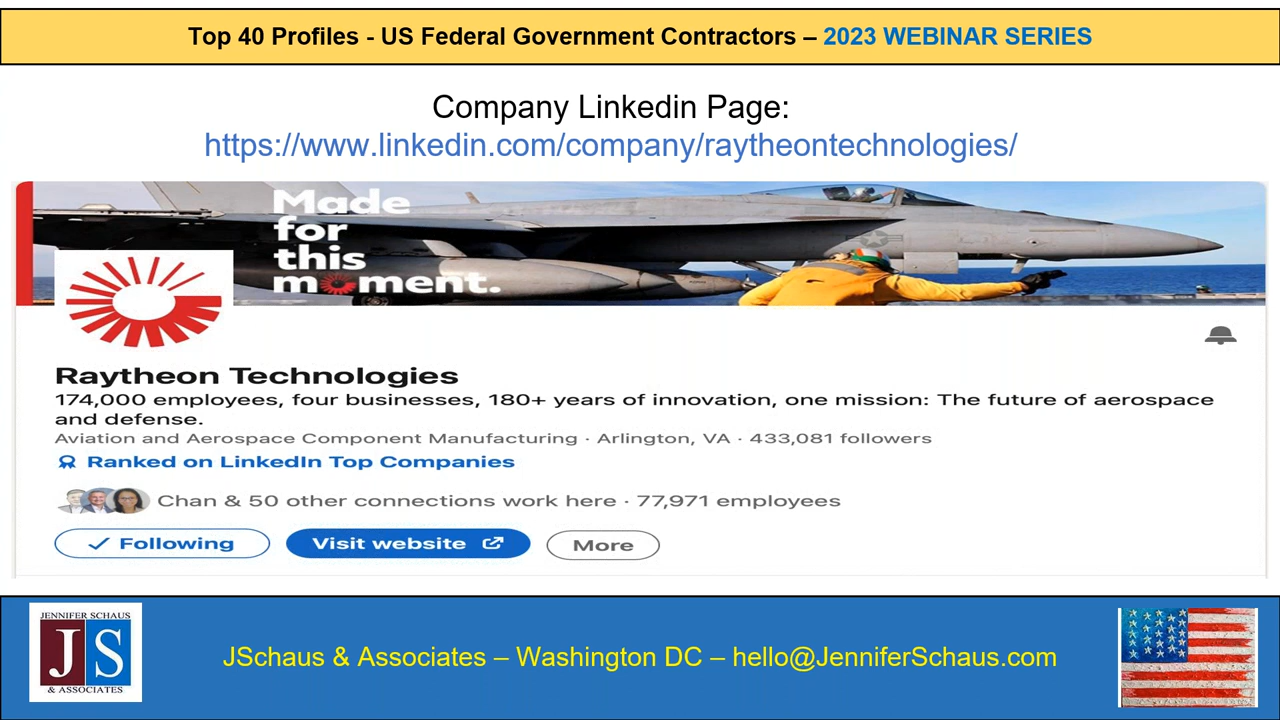 Top 40 Profiles - US Federal Government Contractors – 2023 WEBINAR SERIES
Company Linkedin Page:
https://www.linkedin.com/company/raytheontechnologies/
Made
for
this
moment.
Raytheon Technologies
174,000 employees, four businesses, 180+ years of innovation, one mission: The future of aerospace
and defense.
Aviation and Aerospace Component Manufacturing · Arlington, VA · 433,081 followers
Ranked on LinkedIn Top Companies
Chan & 50 other connections work here · 77,971 employees
Following
Visit website
More
JENNIFER SCHAUS
JS
& ASSOCIATES
JSchaus & Associates – Washington DC – hello@JenniferSchaus.com